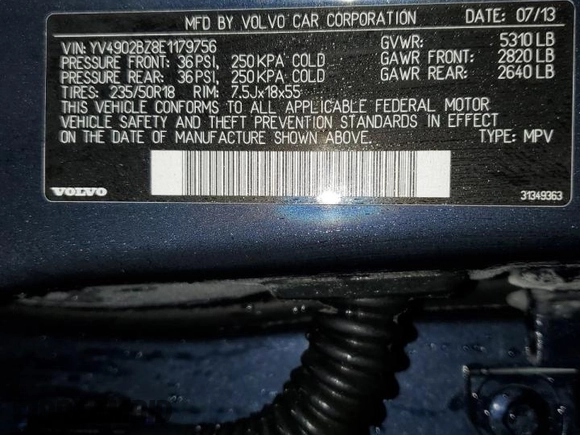 MFD BY VOLVO CAR CORPORATION DATE: 07/13
VIN: YV4902BZ8E1179756 GVWR: 5310 LB
PRESSURE FRONT: 36 PSI, 250 KPA COLD GAWR FRONT: 2820 LB
PRESSURE REAR: 36 PSI, 250 KPA COLD GAWR REAR: 2640 LB
TIRES: 235/50R18 RIM: 7.5Jx18x55
THIS VEHICLE CONFORMS TO ALL APPLICABLE FEDERAL MOTOR
VEHICLE SAFETY AND THEFT PREVENTION STANDARDS IN EFFECT
ON THE DATE OF MANUFACTURE SHOWN ABOVE. TYPE: MPV
VOLVO 31349363